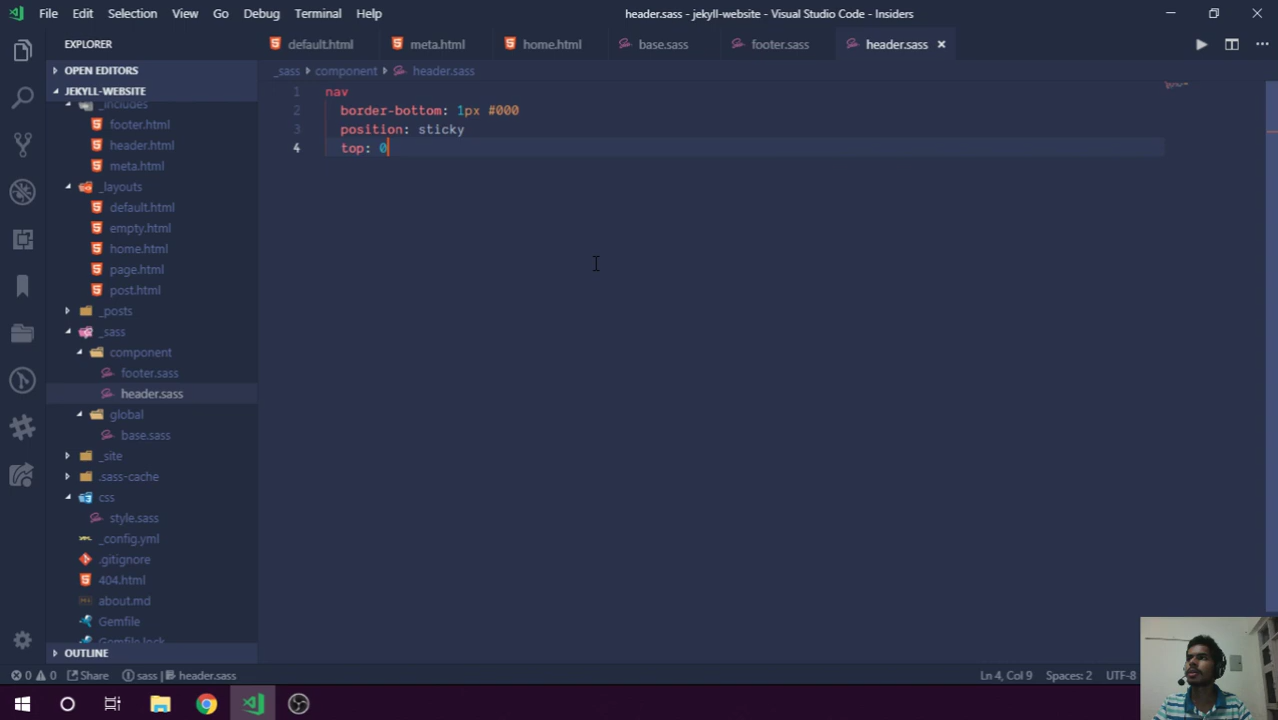 File Edit Selection View Go Debug Terminal Help
header.sass - jekyll-website - Visual Studio Code - Insiders
EXPLORER
default.html meta.html home.html base.sass footer.sass header.sass
OPEN EDITORS
JEKYLL-WEBSITE
_sass component header.sass
_includes
footer.html
header.html
meta.html
_layouts
default.html
empty.html
home.html
page.html
post.html
_posts
_sass
component
footer.sass
header.sass
global
base.sass
_site
.sass-cache
css
style.sass
_config.yml
.gitignore
404.html
about.md
Gemfile
Gemfile.lock
OUTLINE
1 nav
2 border-bottom: 1px #000
3 position: sticky
4 top: 0
0 0 Share sass header.sass
Ln 4, Col 9 Spaces: 2 UTF-8